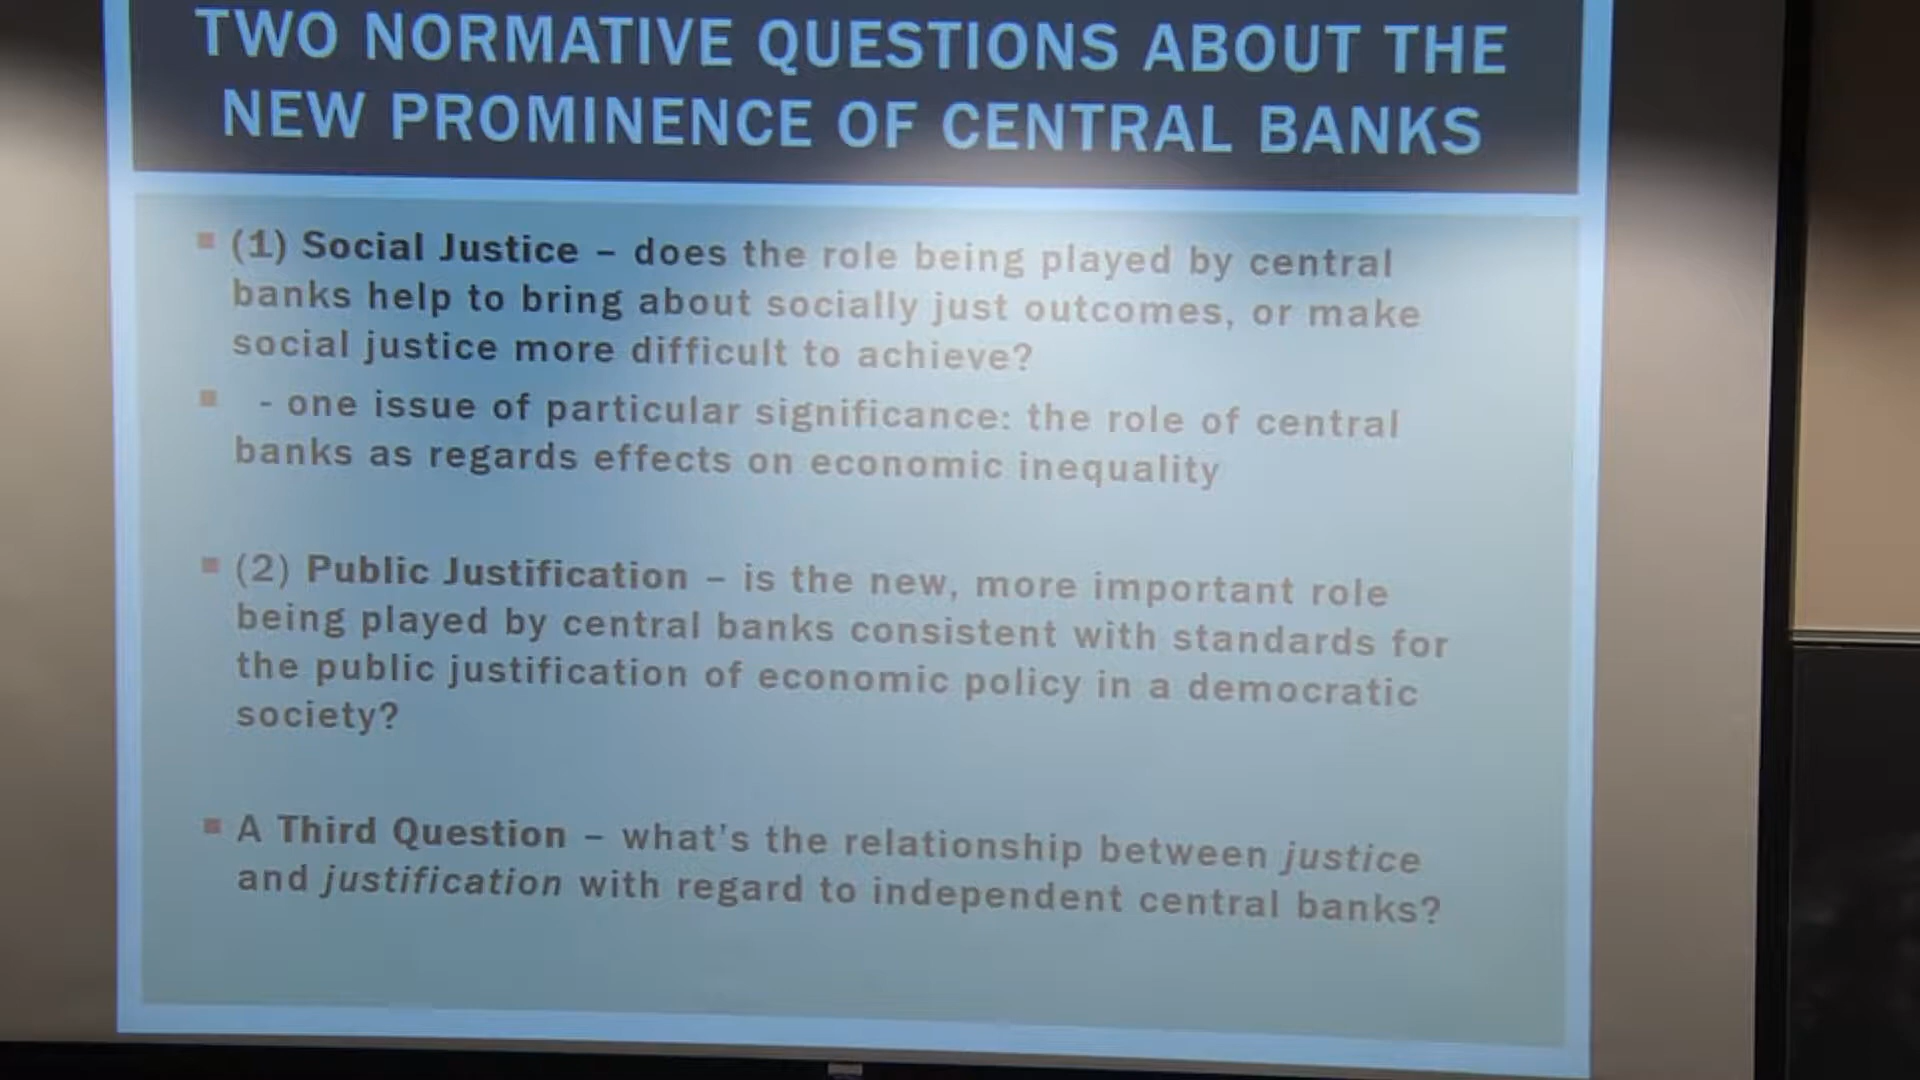 TWO NORMATIVE QUESTIONS ABOUT THE
NEW PROMINENCE OF CENTRAL BANKS
▪ (1) Social Justice – does the role being played by central
banks help to bring about socially just outcomes, or make
social justice more difficult to achieve?
▪ - one issue of particular significance: the role of central
banks as regards effects on economic inequality
▪ (2) Public Justification – is the new, more important role
being played by central banks consistent with standards for
the public justification of economic policy in a democratic
society?
▪ A Third Question – what's the relationship between justice
and justification with regard to independent central banks?